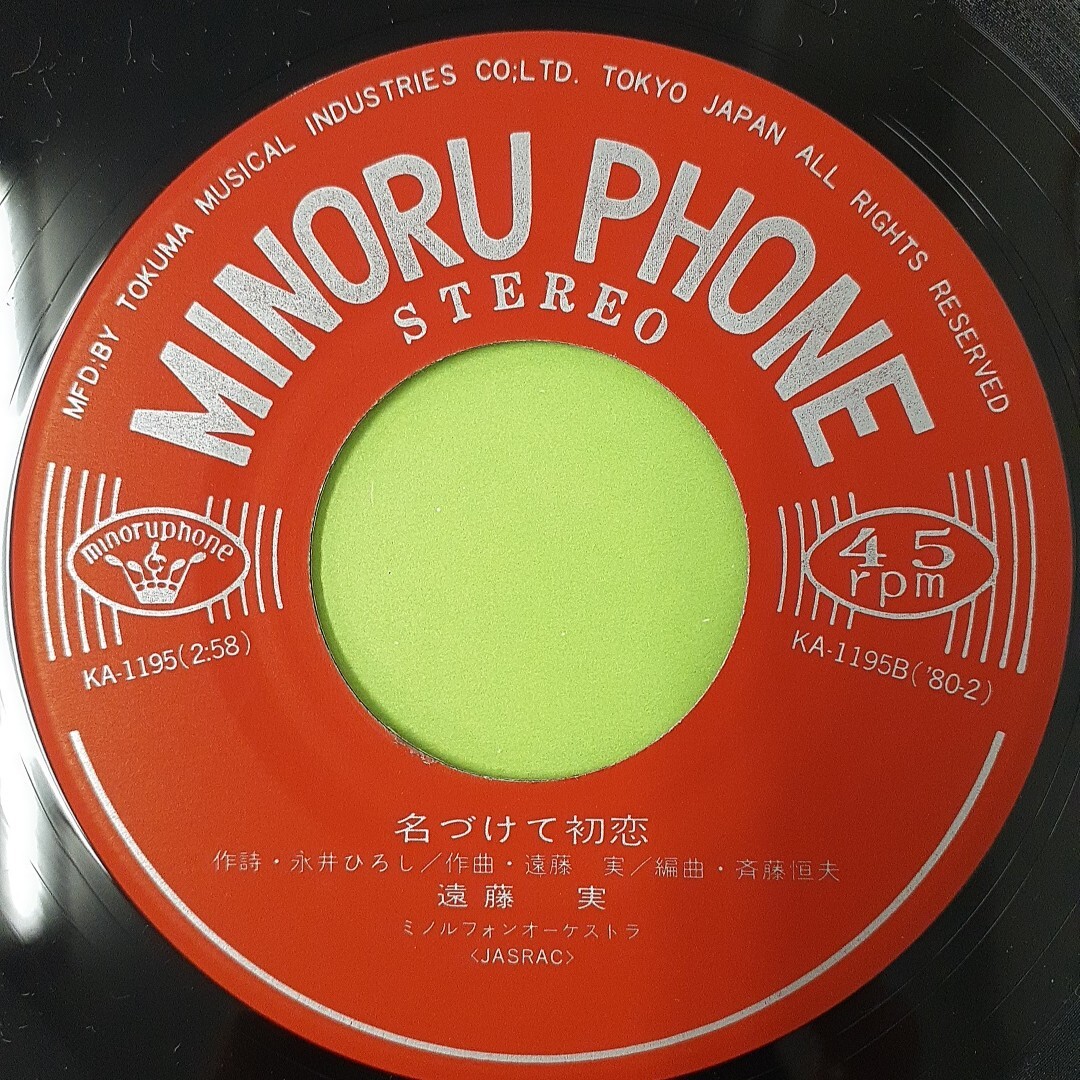 MFD;BY TOKUMA MUSICAL INDUSTRIES CO;LTD. TOKYO JAPAN ALL RIGHTS RESERVED
MINORU PHONE
STEREO
minoruphone
45
rpm
KA-1195(2:58)
KA-1195B('80-2)
名づけて初恋
作詩・永井ひろし／作曲・遠藤 実／編曲・斉藤恒夫
遠藤 実
ミノルフォンオーケストラ
〈JASRAC〉